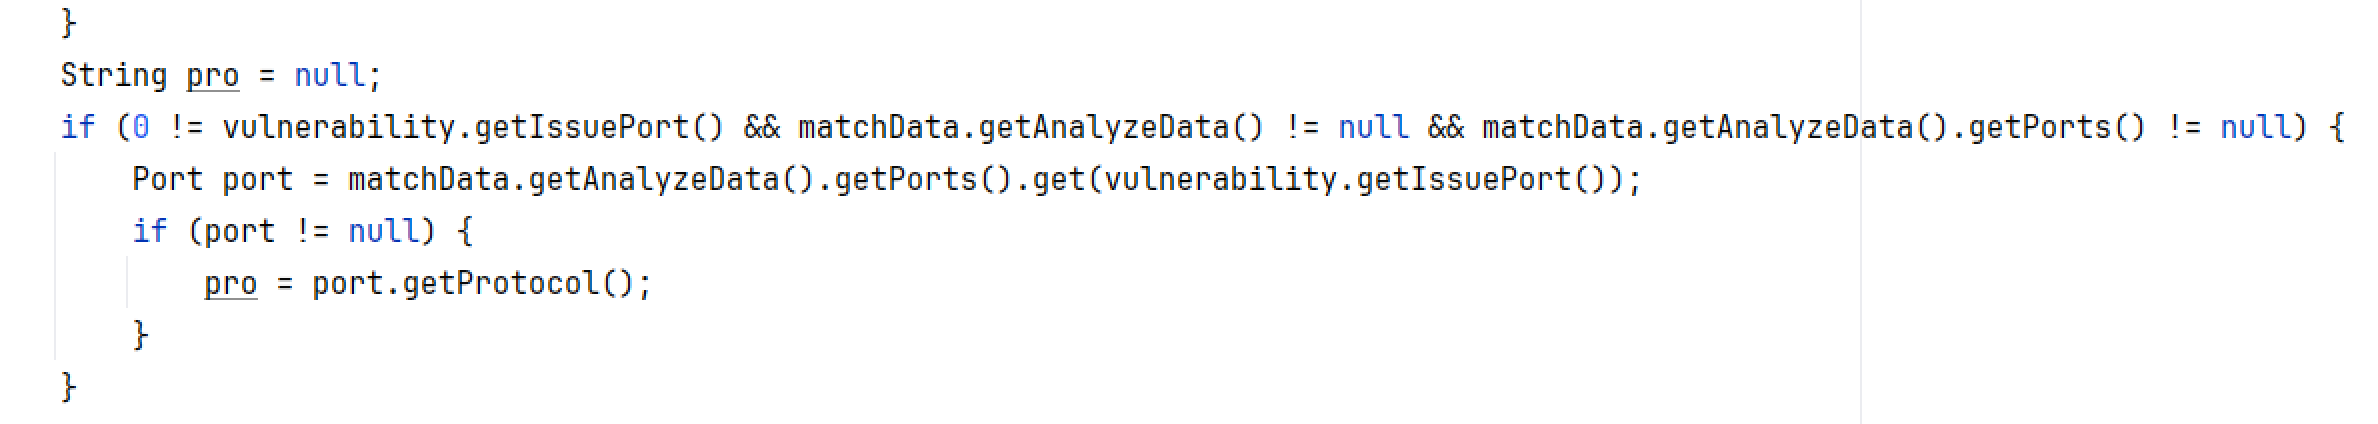 }
String pro = null;
if (0 != vulnerability.getIssuePort() && matchData.getAnalyzeData() != null && matchData.getAnalyzeData().getPorts() != null) {
    Port port = matchData.getAnalyzeData().getPorts().get(vulnerability.getIssuePort());
    if (port != null) {
        pro = port.getProtocol();
    }
}